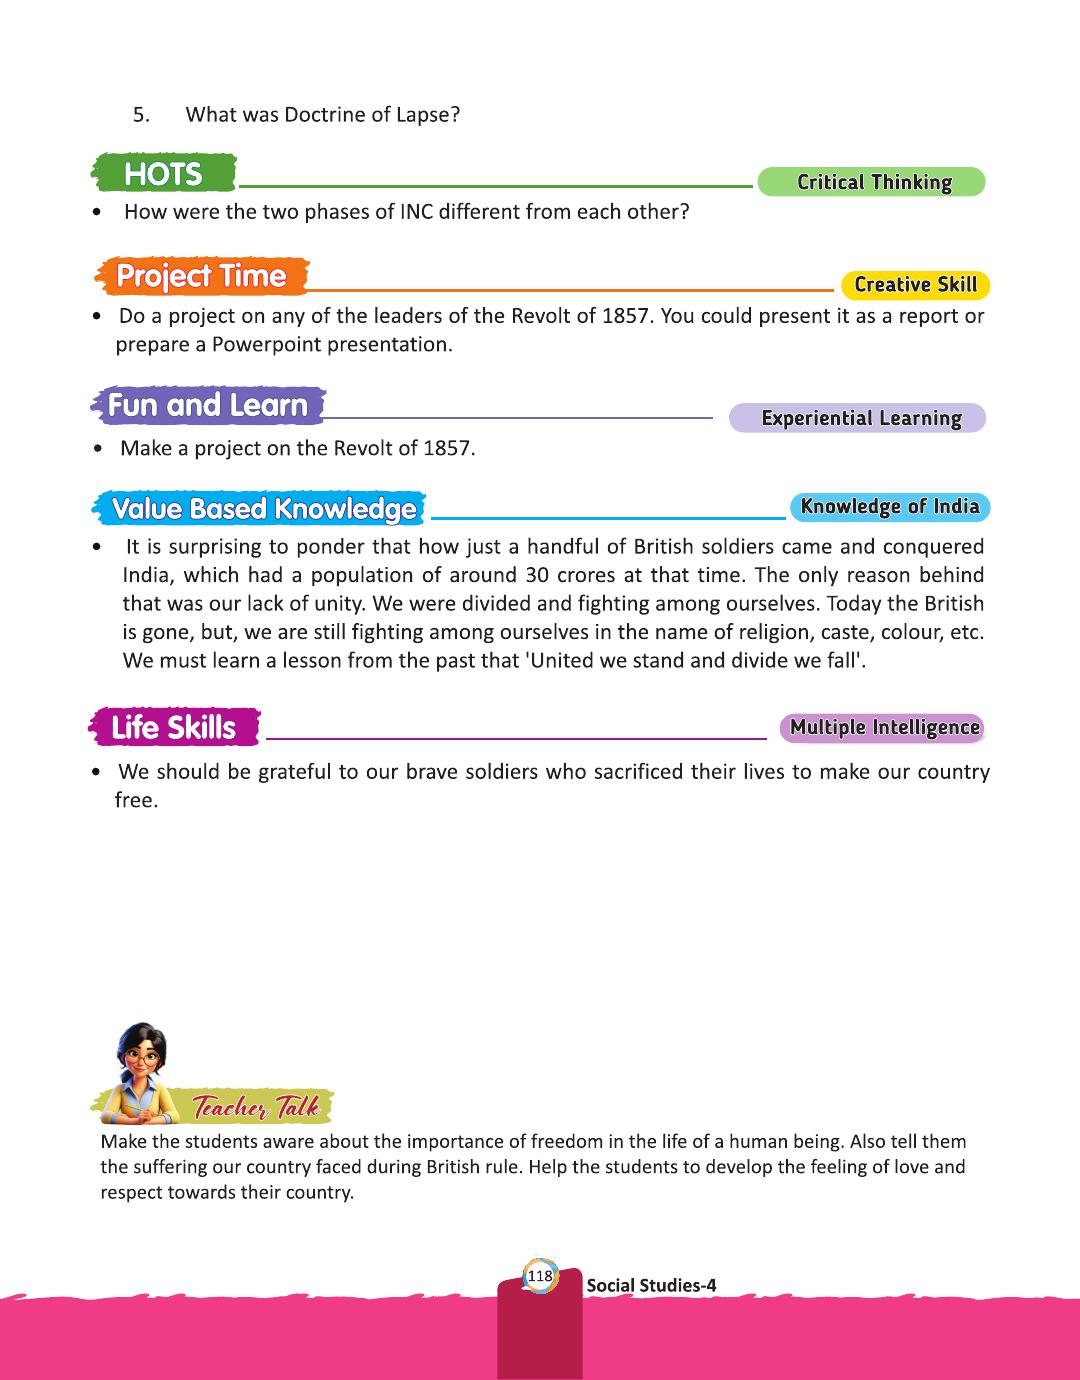 5. What was Doctrine of Lapse?
HOTS
Critical Thinking
• How were the two phases of INC different from each other?
Project Time
Creative Skill
• Do a project on any of the leaders of the Revolt of 1857. You could present it as a report or
prepare a Powerpoint presentation.
Fun and Learn
Experiential Learning
• Make a project on the Revolt of 1857.
Value Based Knowledge
Knowledge of India
• It is surprising to ponder that how just a handful of British soldiers came and conquered
India, which had a population of around 30 crores at that time. The only reason behind
that was our lack of unity. We were divided and fighting among ourselves. Today the British
is gone, but, we are still fighting among ourselves in the name of religion, caste, colour, etc.
We must learn a lesson from the past that 'United we stand and divide we fall'.
Life Skills
Multiple Intelligence
• We should be grateful to our brave soldiers who sacrificed their lives to make our country
free.
Teacher Talk
Make the students aware about the importance of freedom in the life of a human being. Also tell them
the suffering our country faced during British rule. Help the students to develop the feeling of love and
respect towards their country.
118
Social Studies-4